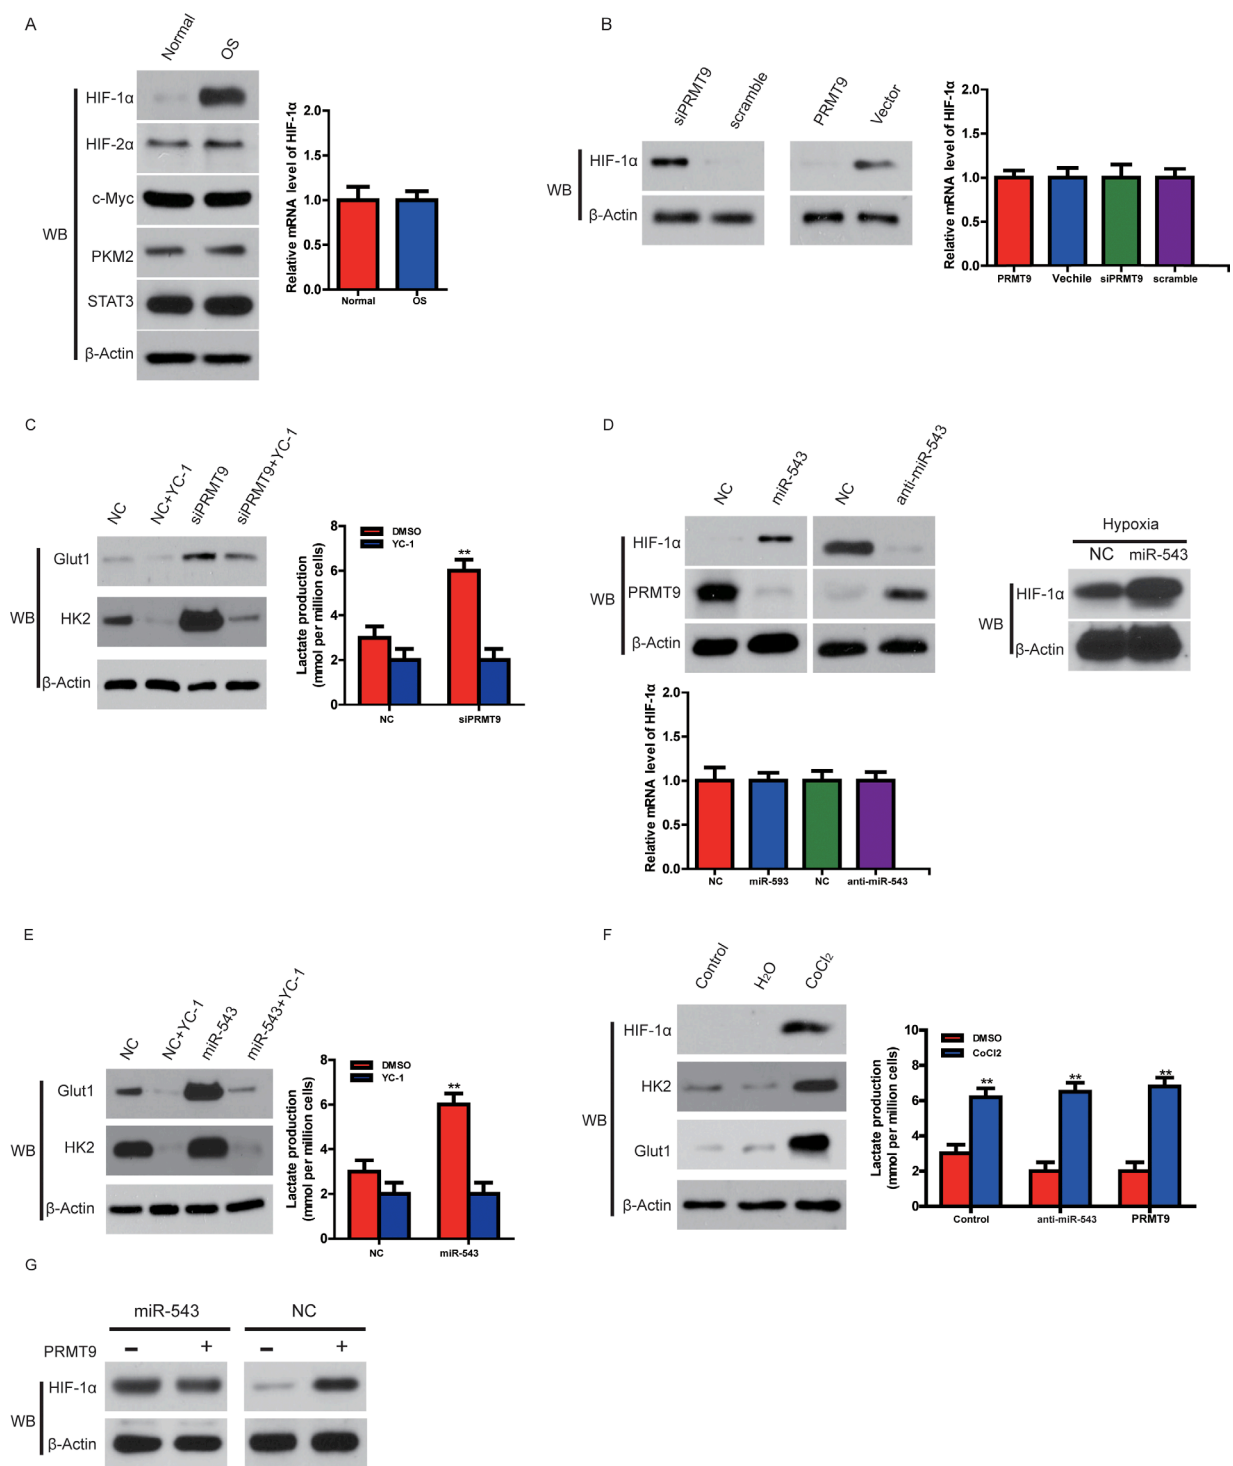 A
Normal
OS
HIF-1α
HIF-2α
c-Myc
PKM2
STAT3
β-Actin
WB
Relative mRNA level of HIF-1α
2.0
1.5
1.0
0.5
0.0
Normal
OS
B
siPRMT9
scramble
PRMT9
Vector
HIF-1α
β-Actin
WB
Relative mRNA level of HIF-1α
2.0
1.5
1.0
0.5
0.0
PRMT9
Vechile
siPRMT9
scramble
C
NC
NC+YC-1
siPRMT9
siPRMT9+YC-1
Glut1
HK2
β-Actin
WB
Lactate production
(mmol per million cells)
8
6
4
2
0
DMSO
YC-1
**
NC
siPRMT9
D
NC
miR-543
NC
anti-miR-543
HIF-1α
PRMT9
β-Actin
WB
Hypoxia
NC miR-543
HIF-1α
β-Actin
WB
Relative mRNA level of HIF-1α
2.0
1.5
1.0
0.5
0.0
NC
miR-593
NC
anti-miR-543
E
NC
NC+YC-1
miR-543
miR-543+YC-1
Glut1
HK2
β-Actin
WB
Lactate production
(mmol per million cells)
8
6
4
2
0
DMSO
YC-1
**
NC
miR-543
F
Control
H₂O
CoCl₂
HIF-1α
HK2
Glut1
β-Actin
WB
Lactate production
(mmol per million cells)
10
8
6
4
2
0
DMSO
CoCl2
**
**
**
Control
anti-miR-543
PRMT9
G
miR-543
NC
PRMT9 − + − +
HIF-1α
β-Actin
WB